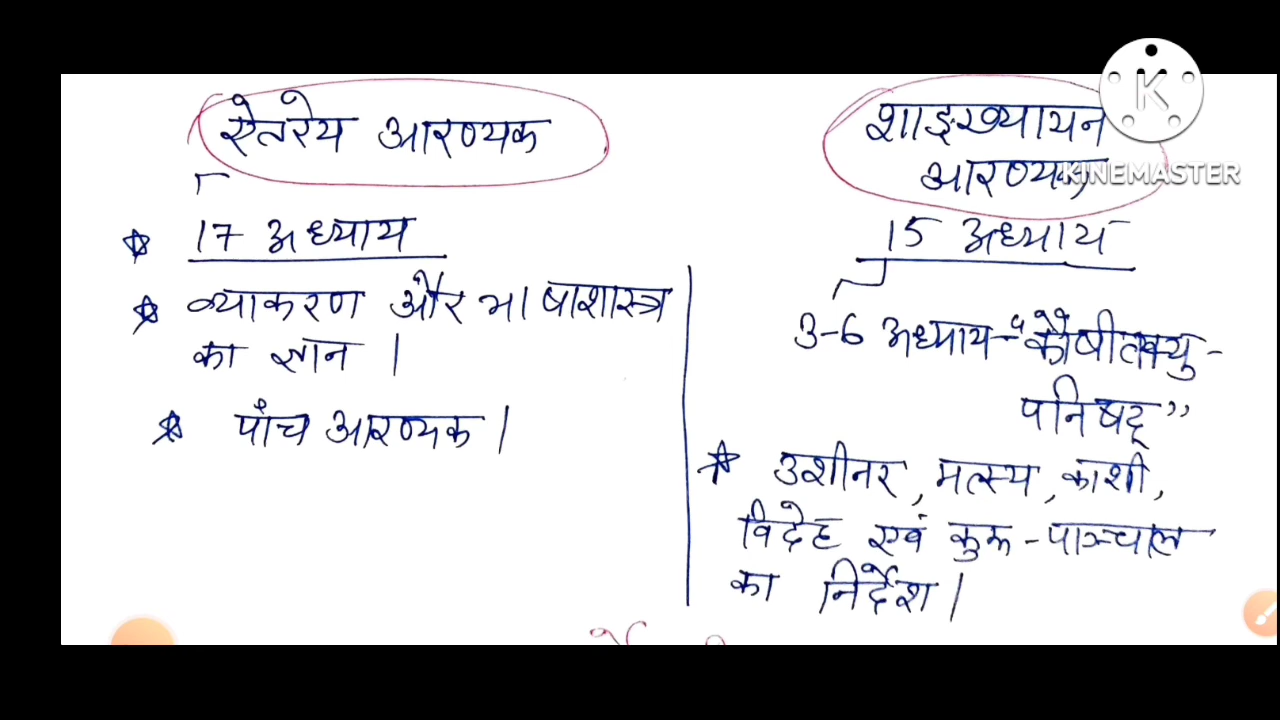 ऐतरेय आरण्यक
★ 17 अध्याय
★ व्याकरण और भाषाशास्त्र
का ज्ञान ।
★ पाँच आरण्यक ।
शाङ्ख्यायन
आरण्यक
15 अध्याय
3-6 अध्याय - "कौषीतक्यु-
पनिषद्"
★ उशीनर, मत्स्य, काशी,
विदेह एवं कुरू - पाञ्चाल
का निर्देश ।
K
KINEMASTER